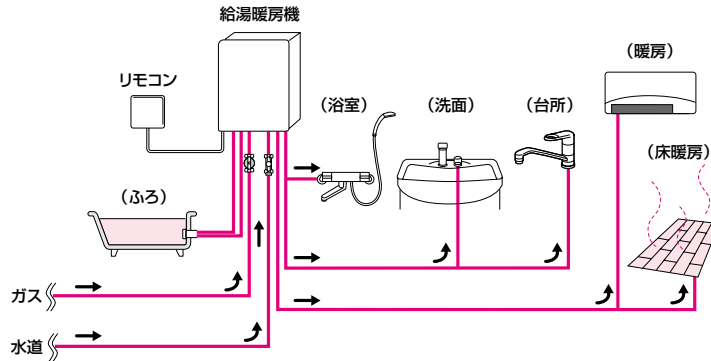 給湯暖房機
リモコン
（浴室）
（洗面）
（台所）
（暖房）
（床暖房）
（ふろ）
ガス
水道